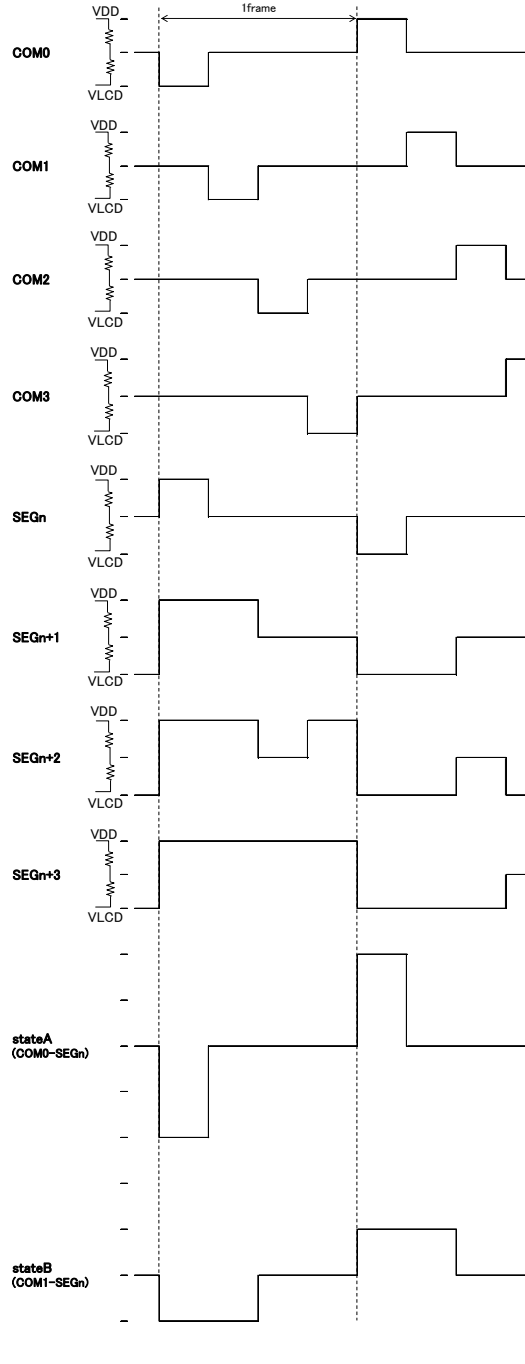 1frame
VDD
COM0
VLCD
VDD
COM1
VLCD
VDD
COM2
VLCD
VDD
COM3
VLCD
VDD
SEGn
VLCD
VDD
SEGn+1
VLCD
VDD
SEGn+2
VLCD
VDD
SEGn+3
VLCD
stateA
(COM0-SEGn)
stateB
(COM1-SEGn)